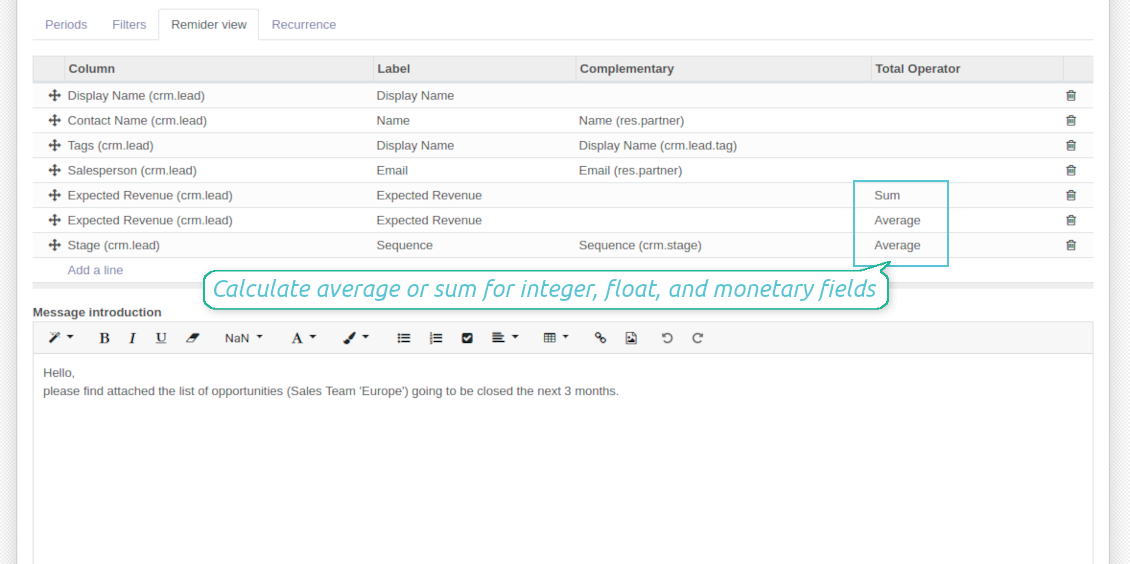 Periods Filters Remider view Recurrence
Column Label Complementary Total Operator
Display Name (crm.lead) Display Name
Contact Name (crm.lead) Name Name (res.partner)
Tags (crm.lead) Display Name Display Name (crm.lead.tag)
Salesperson (crm.lead) Email Email (res.partner)
Expected Revenue (crm.lead) Expected Revenue Sum
Expected Revenue (crm.lead) Expected Revenue Average
Stage (crm.lead) Sequence Sequence (crm.stage) Average
Add a line
Calculate average or sum for integer, float, and monetary fields
Message introduction
B I U NaN A
Hello,
please find attached the list of opportunities (Sales Team 'Europe') going to be closed the next 3 months.